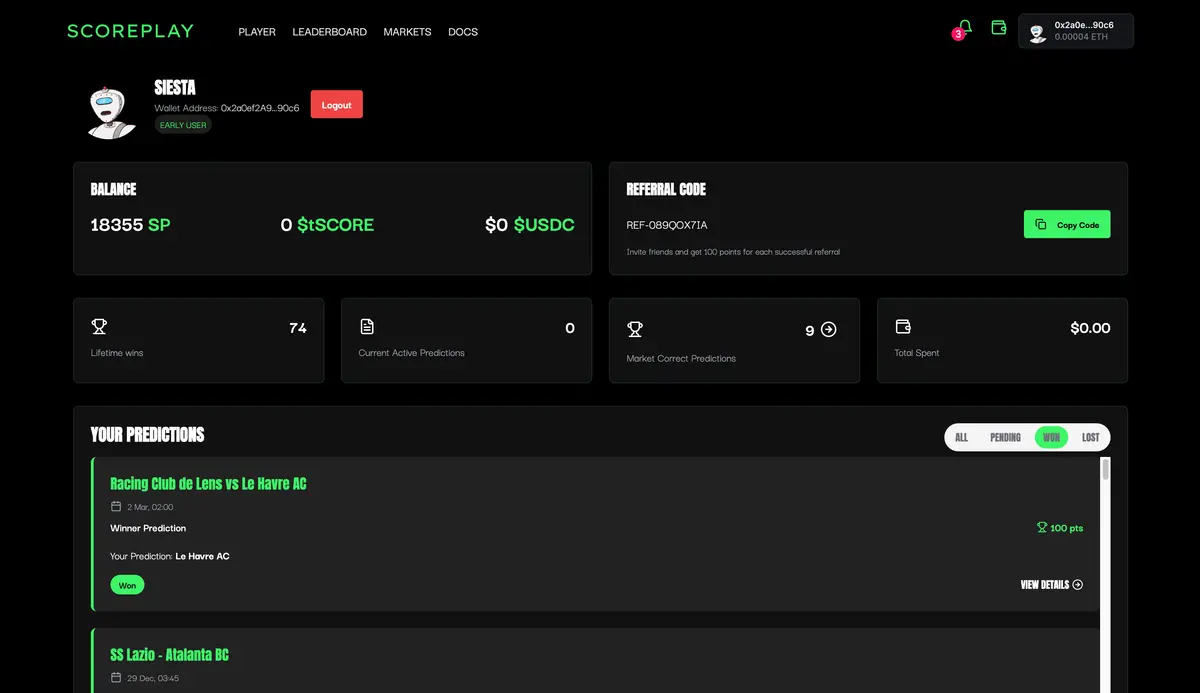 SCOREPLAY
PLAYER LEADERBOARD MARKETS DOCS
3
0x2a0e...90c6
0.00004 ETH
SIESTA
Wallet Address: 0x2a0ef2A9...90c6
EARLY USER
Logout
BALANCE
18355 SP 0 $tSCORE $0 $USDC
REFERRAL CODE
REF-089QOX7IA
Copy Code
Invite friends and get 100 points for each successful referral
74
Lifetime wins
0
Current Active Predictions
9
Market Correct Predictions
$0.00
Total Spent
YOUR PREDICTIONS
ALL PENDING WON LOST
Racing Club de Lens vs Le Havre AC
2 Mar, 02:00
Winner Prediction
100 pts
Your Prediction: Le Havre AC
Won
VIEW DETAILS
SS Lazio - Atalanta BC
29 Dec, 03:45